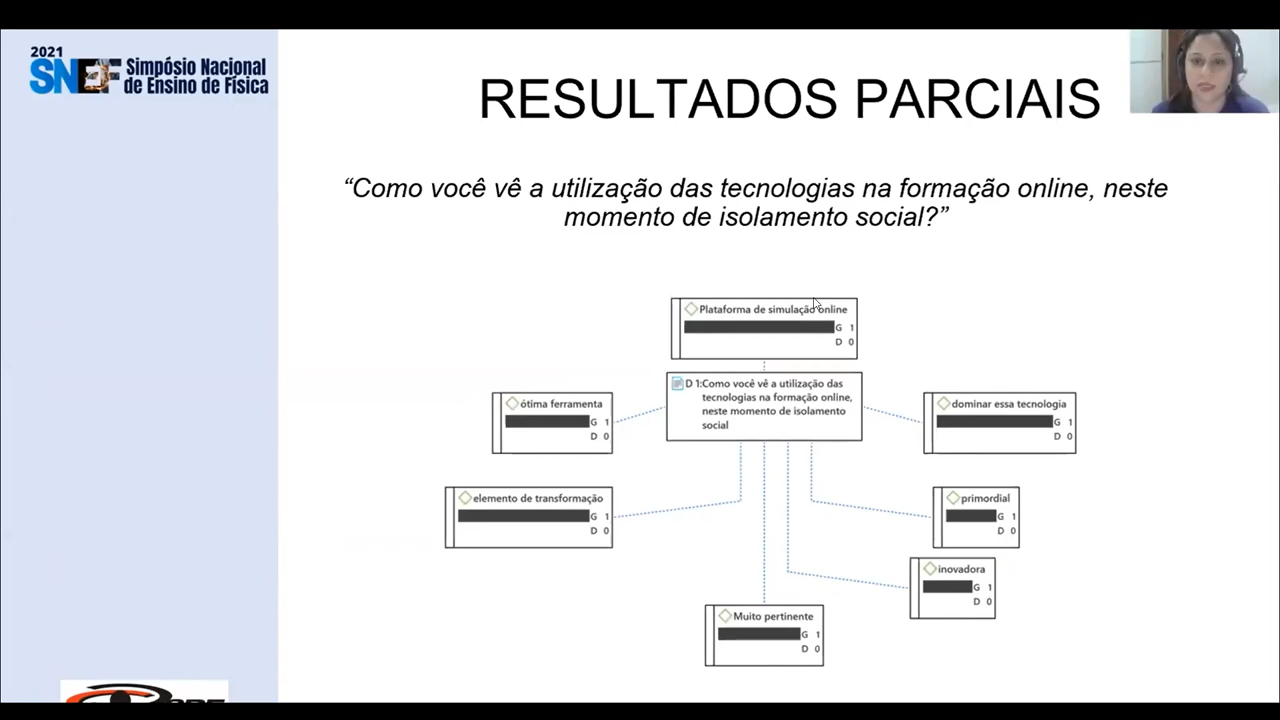 2021
SNEF Simpósio Nacional
de Ensino de Física
RESULTADOS PARCIAIS
“Como você vê a utilização das tecnologias na formação online, neste
momento de isolamento social?”
Plataforma de simulação online
G 1
D 0
D 1:Como você vê a utilização das
tecnologias na formação online,
neste momento de isolamento
social
ótima ferramenta
G 1
D 0
dominar essa tecnologia
G 1
D 0
elemento de transformação
G 1
D 0
primordial
G 1
D 0
inovadora
G 1
D 0
Muito pertinente
G 1
D 0